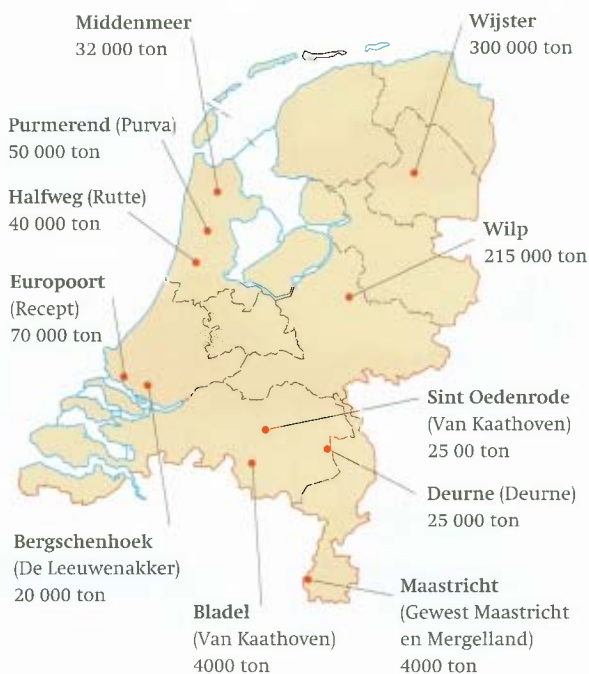 Middenmeer
32 000 ton
Wijster
300 000 ton
Purmerend (Purva)
50 000 ton
Halfweg (Rutte)
40 000 ton
Wilp
215 000 ton
Europoort
(Recept)
70 000 ton
Sint Oedenrode
(Van Kaathoven)
25 00 ton
Deurne (Deurne)
25 000 ton
Bergschenhoek
(De Leeuwenakker)
20 000 ton
Bladel
(Van Kaathoven)
4000 ton
Maastricht
(Gewest Maastricht
en Mergelland)
4000 ton